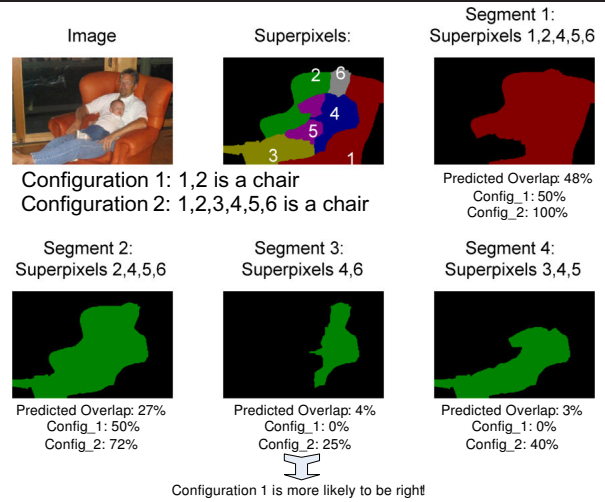 Image
Superpixels:
Segment 1:
Superpixels 1,2,4,5,6
2
6
4
5
3
1
Configuration 1: 1,2 is a chair
Configuration 2: 1,2,3,4,5,6 is a chair
Predicted Overlap: 48%
Config_1: 50%
Config_2: 100%
Segment 2:
Superpixels 2,4,5,6
Segment 3:
Superpixels 4,6
Segment 4:
Superpixels 3,4,5
Predicted Overlap: 27%
Config_1: 50%
Config_2: 72%
Predicted Overlap: 4%
Config_1: 0%
Config_2: 25%
Predicted Overlap: 3%
Config_1: 0%
Config_2: 40%
Configuration 1 is more likely to be right!